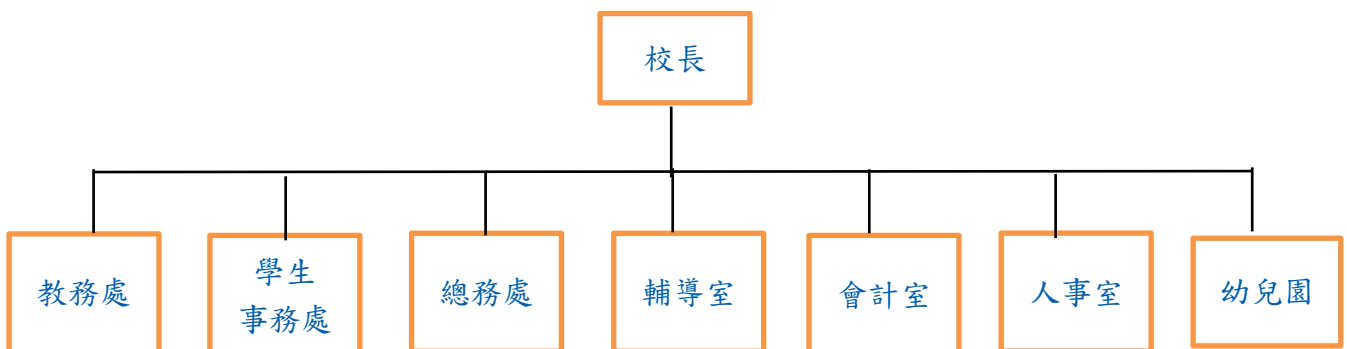 校長
教務處
學生
事務處
總務處
輔導室
會計室
人事室
幼兒園